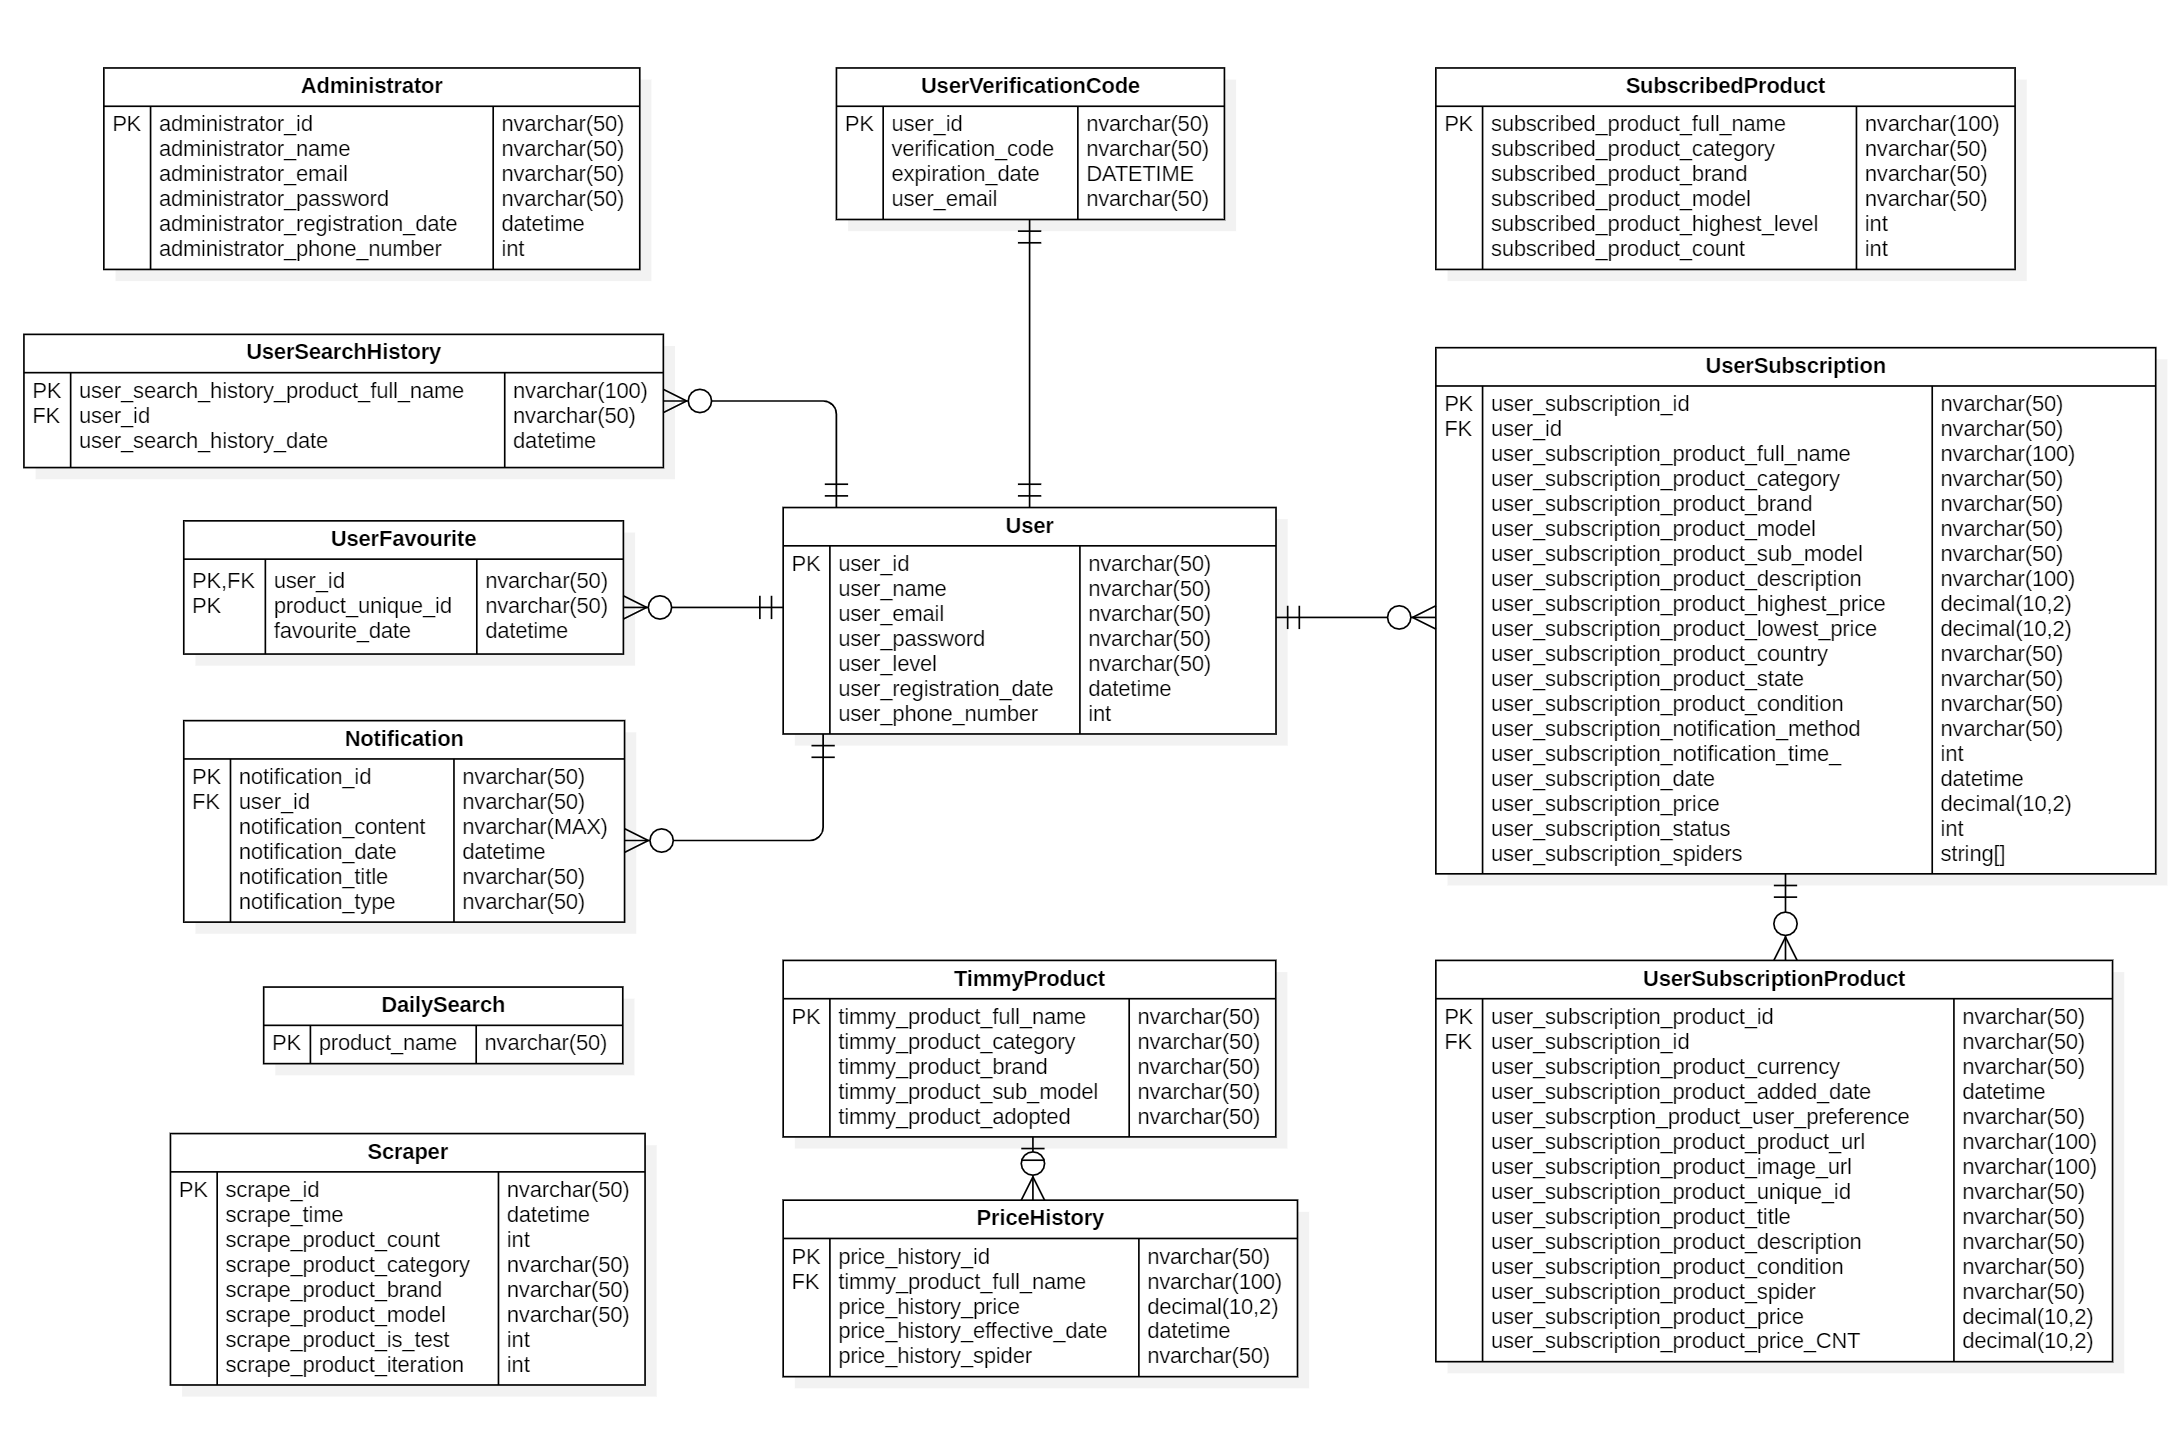 Administrator
PK administrator_id nvarchar(50)
administrator_name nvarchar(50)
administrator_email nvarchar(50)
administrator_password nvarchar(50)
administrator_registration_date datetime
administrator_phone_number int
UserVerificationCode
PK user_id nvarchar(50)
verification_code nvarchar(50)
expiration_date DATETIME
user_email nvarchar(50)
SubscribedProduct
PK subscribed_product_full_name nvarchar(100)
subscribed_product_category nvarchar(50)
subscribed_product_brand nvarchar(50)
subscribed_product_model nvarchar(50)
subscribed_product_highest_level int
subscribed_product_count int
UserSearchHistory
PK user_search_history_product_full_name nvarchar(100)
FK user_id nvarchar(50)
user_search_history_date datetime
UserFavourite
PK,FK user_id nvarchar(50)
PK product_unique_id nvarchar(50)
favourite_date datetime
User
PK user_id nvarchar(50)
user_name nvarchar(50)
user_email nvarchar(50)
user_password nvarchar(50)
user_level nvarchar(50)
user_registration_date datetime
user_phone_number int
UserSubscription
PK user_subscription_id nvarchar(50)
FK user_id nvarchar(50)
user_subscription_product_full_name nvarchar(100)
user_subscription_product_category nvarchar(50)
user_subscription_product_brand nvarchar(50)
user_subscription_product_model nvarchar(50)
user_subscription_product_sub_model nvarchar(50)
user_subscription_product_description nvarchar(100)
user_subscription_product_highest_price decimal(10,2)
user_subscription_product_lowest_price decimal(10,2)
user_subscription_product_country nvarchar(50)
user_subscription_product_state nvarchar(50)
user_subscription_product_condition nvarchar(50)
user_subscription_notification_method nvarchar(50)
user_subscription_notification_time_ int
user_subscription_date datetime
user_subscription_price decimal(10,2)
user_subscription_status int
user_subscription_spiders string[]
Notification
PK notification_id nvarchar(50)
FK user_id nvarchar(50)
notification_content nvarchar(MAX)
notification_date datetime
notification_title nvarchar(50)
notification_type nvarchar(50)
DailySearch
PK product_name nvarchar(50)
TimmyProduct
PK timmy_product_full_name nvarchar(50)
timmy_product_category nvarchar(50)
timmy_product_brand nvarchar(50)
timmy_product_sub_model nvarchar(50)
timmy_product_adopted nvarchar(50)
UserSubscriptionProduct
PK user_subscription_product_id nvarchar(50)
FK user_subscription_id nvarchar(50)
user_subscription_product_currency nvarchar(50)
user_subscription_product_added_date datetime
user_subscrption_product_user_preference nvarchar(50)
user_subscription_product_product_url nvarchar(100)
user_subscription_product_image_url nvarchar(100)
user_subscription_product_unique_id nvarchar(50)
user_subscription_product_title nvarchar(50)
user_subscription_product_description nvarchar(50)
user_subscription_product_condition nvarchar(50)
user_subscription_product_spider nvarchar(50)
user_subscription_product_price decimal(10,2)
user_subscription_product_price_CNT decimal(10,2)
Scraper
PK scrape_id nvarchar(50)
scrape_time datetime
scrape_product_count int
scrape_product_category nvarchar(50)
scrape_product_brand nvarchar(50)
scrape_product_model nvarchar(50)
scrape_product_is_test int
scrape_product_iteration int
PriceHistory
PK price_history_id nvarchar(50)
FK timmy_product_full_name nvarchar(100)
price_history_price decimal(10,2)
price_history_effective_date datetime
price_history_spider nvarchar(50)